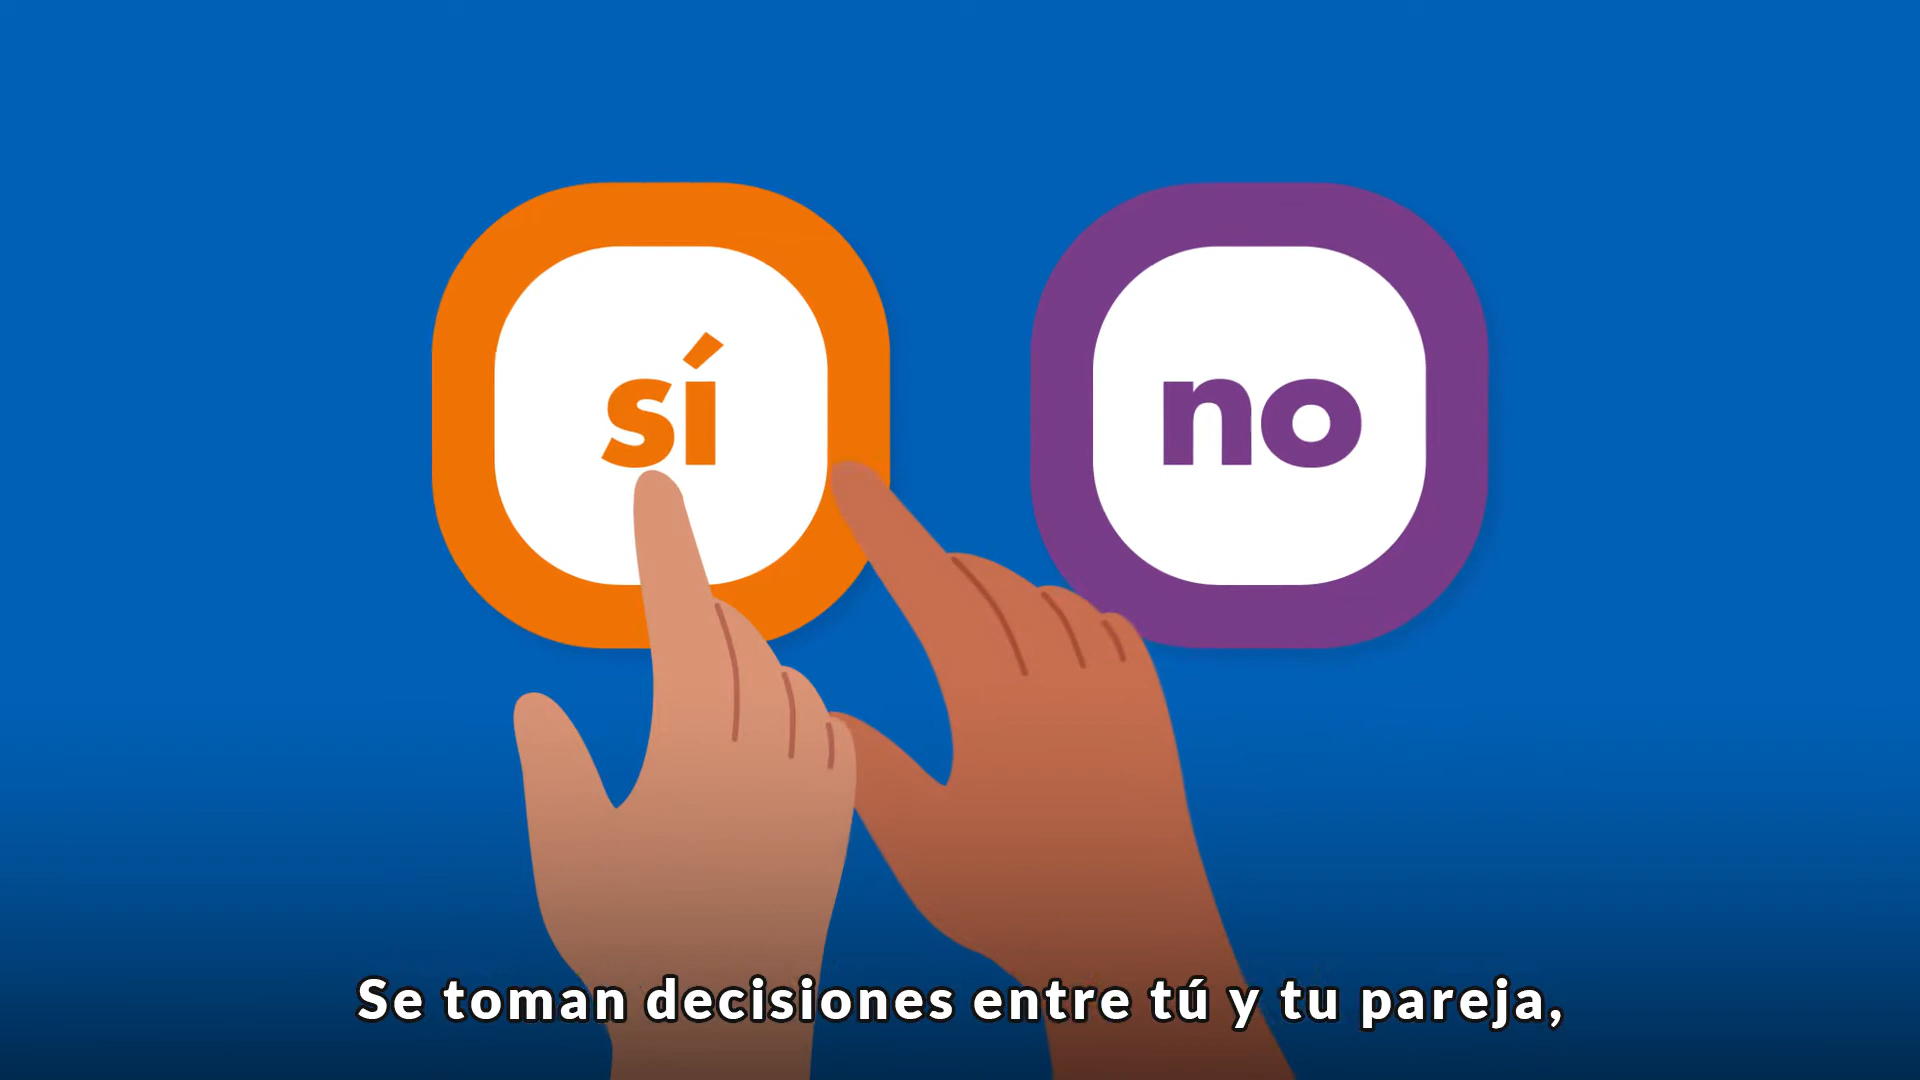 sí no
Se toman decisiones entre tú y tu pareja,